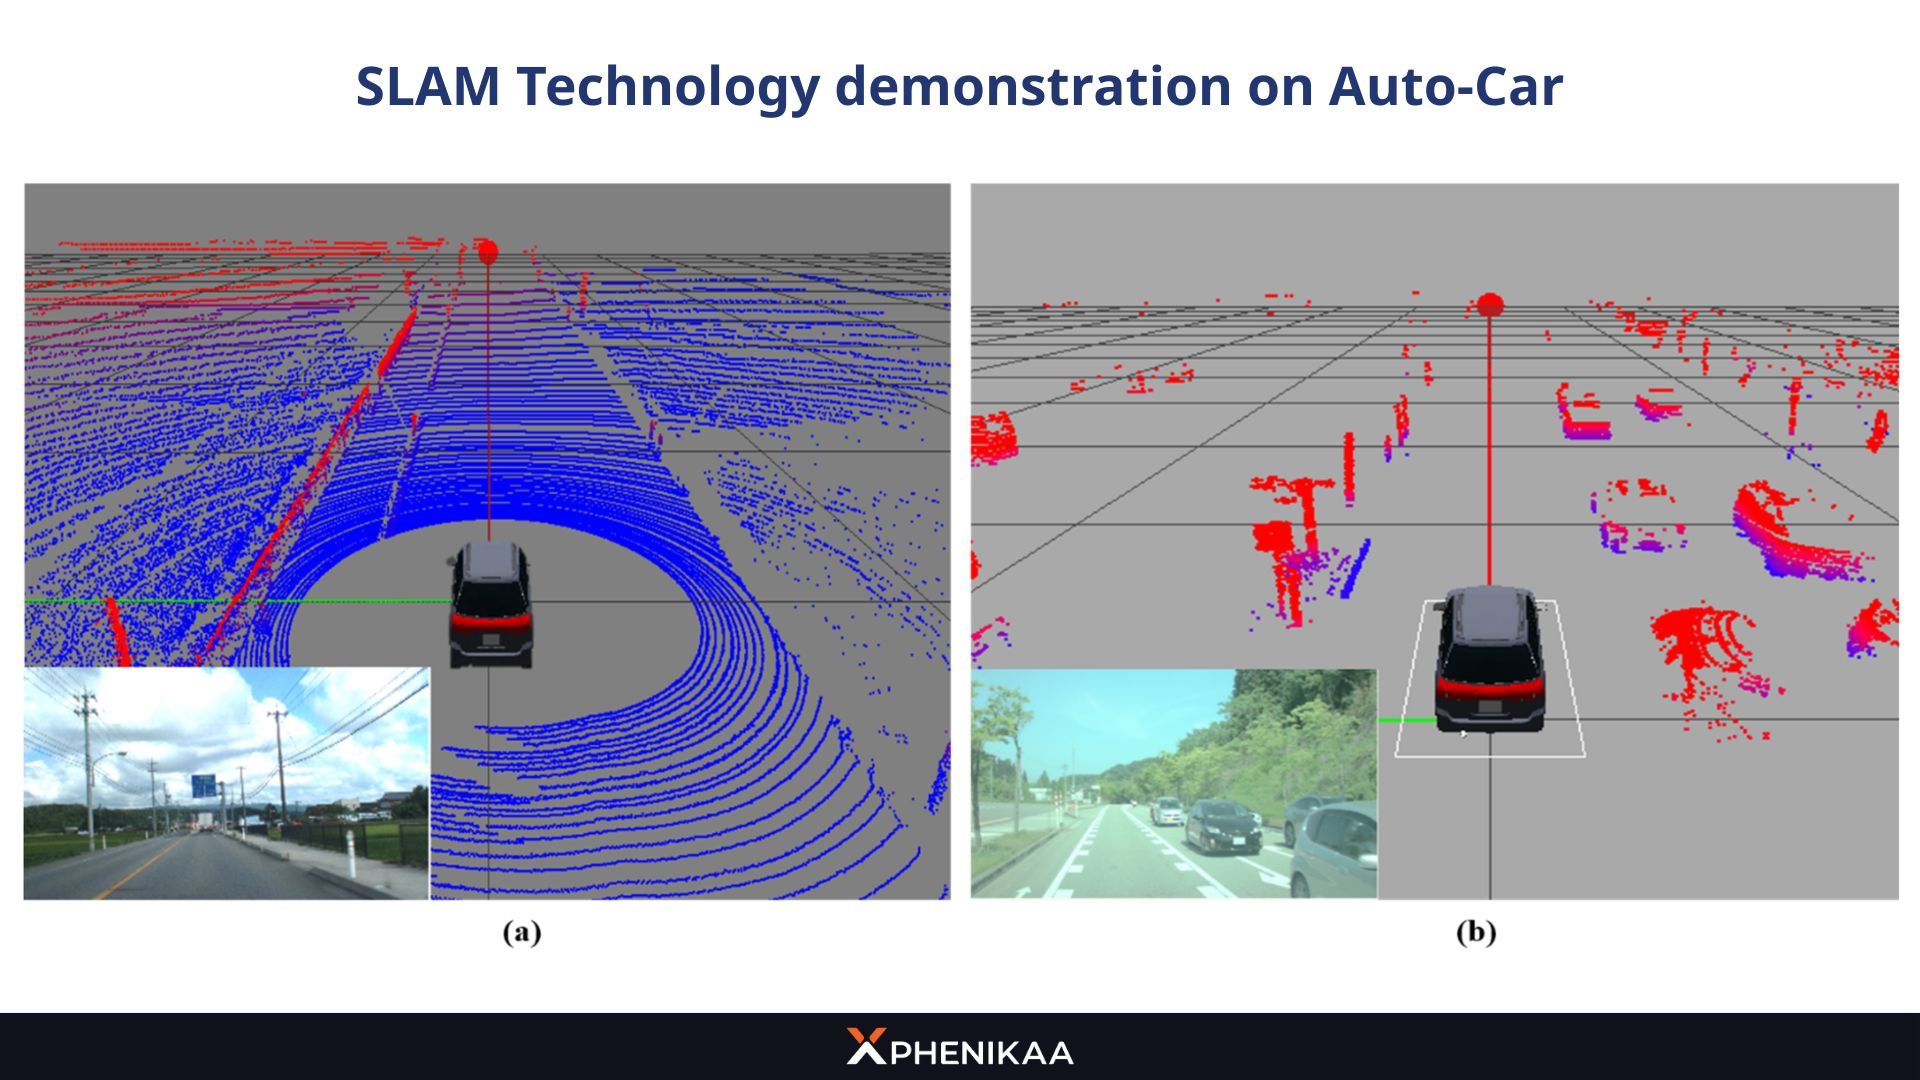 SLAM Technology demonstration on Auto-Car
(a)
(b)
PHENIKAA